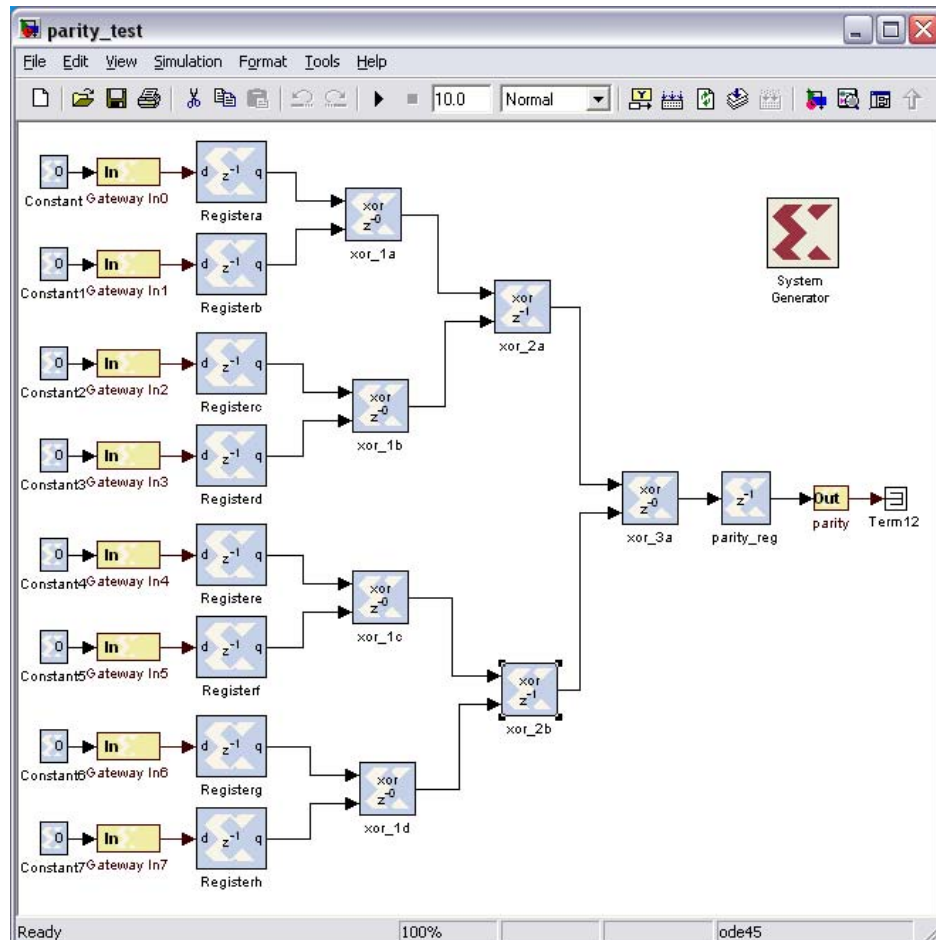 parity_test
File Edit View Simulation Format Tools Help
10.0 Normal
0 In d z⁻¹ q
Constant Gateway In0 Registera
xor z⁻⁰
xor_1a
0 In d z⁻¹ q
Constant1 Gateway In1 Registerb
System Generator
xor z⁻¹
xor_2a
0 In d z⁻¹ q
Constant2 Gateway In2 Registerc
xor z⁻⁰
xor_1b
0 In d z⁻¹ q
Constant3 Gateway In3 Registerd
xor z⁻⁰
xor_3a
z⁻¹
parity_reg
Out
parity
Term12
0 In d z⁻¹ q
Constant4 Gateway In4 Registere
xor z⁻⁰
xor_1c
0 In d z⁻¹ q
Constant5 Gateway In5 Registerf
xor z⁻¹
xor_2b
0 In d z⁻¹ q
Constant6 Gateway In6 Registerg
xor z⁻⁰
xor_1d
0 In d z⁻¹ q
Constant7 Gateway In7 Registerh
Ready 100% ode45